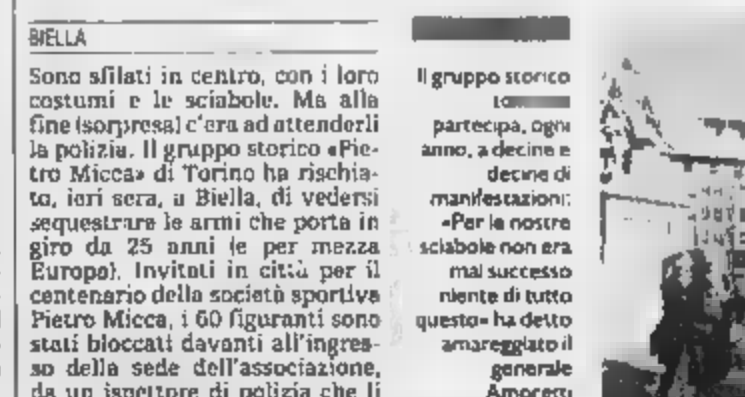 BIELLA
Sono sfilati in centro, con i loro
costumi e le sciabole. Ma alla
fine (sorpresa) c'era ad attenderli
la polizia. Il gruppo storico «Pie-
tro Micca» di Torino ha rischia-
to, ieri sera, a Biella, di vedersi
sequestrare le armi che porta in
giro da 25 anni (e per mezza
Europa). Invitati in città per il
centenario della società sportiva
Pietro Micca, i 60 figuranti sono
stati bloccati davanti all'ingres-
so della sede dell'associazione,
da un ispettore di polizia che li
Il gruppo storico
partecipa, ogni
anno, a decine e
decine di
manifestazioni:
«Per le nostre
sciabole non era
mai successo
niente di tutto
questo» ha detto
amareggiato il
generale
Amoretti